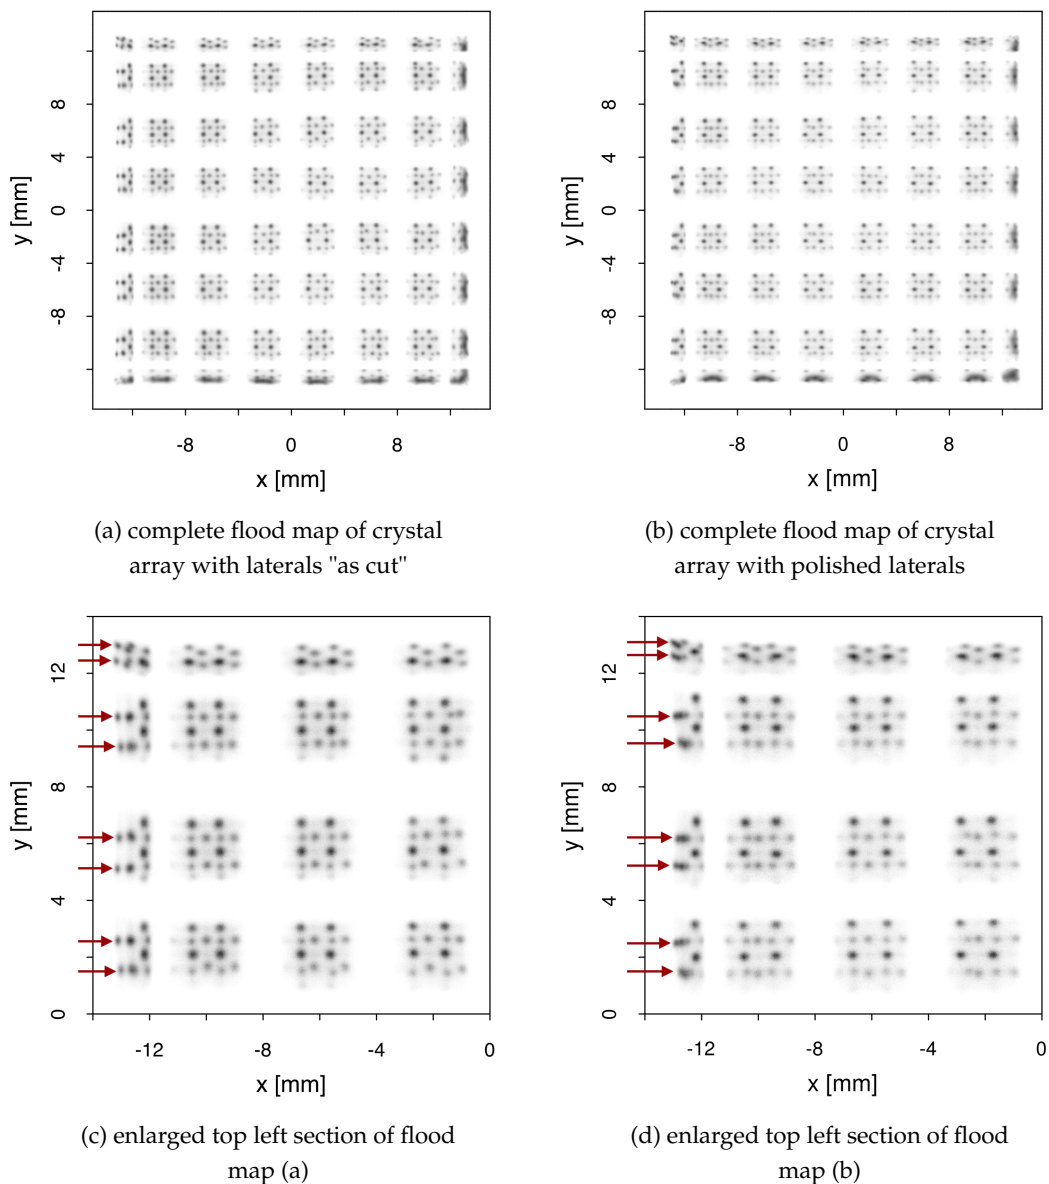 8
4
0
-4
-8
y [mm]
-8
0
8
x [mm]
(a) complete flood map of crystal
array with laterals "as cut"
8
4
0
-4
-8
y [mm]
-8
0
8
x [mm]
(b) complete flood map of crystal
array with polished laterals
12
8
4
0
y [mm]
-12
-8
-4
0
x [mm]
(c) enlarged top left section of flood
map (a)
12
8
4
0
y [mm]
-12
-8
-4
0
x [mm]
(d) enlarged top left section of flood
map (b)